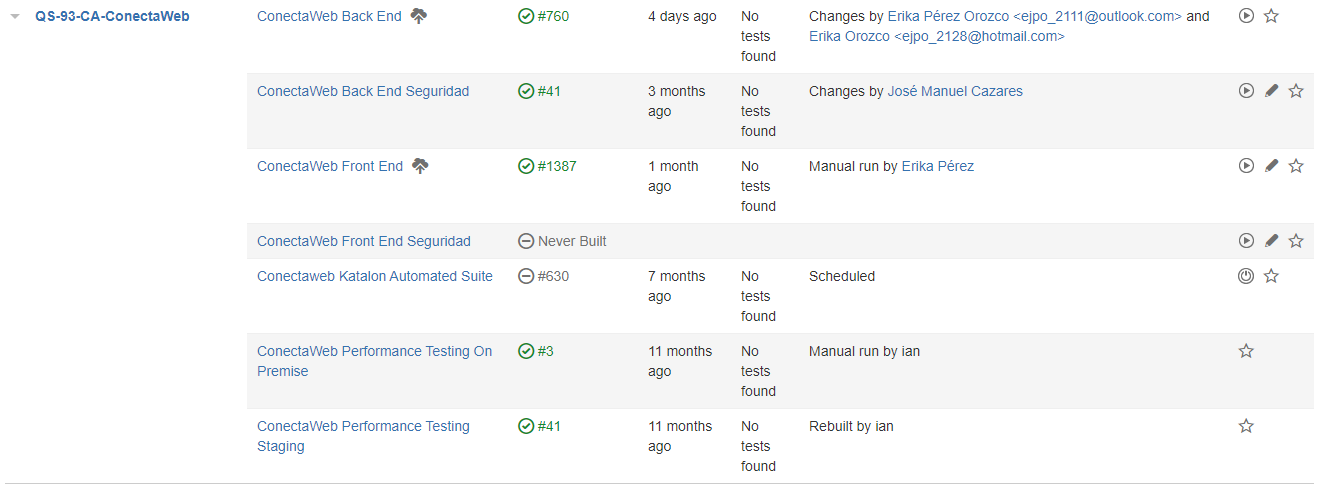 QS-93-CA-ConectaWeb
ConectaWeb Back End #760 4 days ago No tests found Changes by Erika Pérez Orozco <ejpo_2111@outlook.com> and Erika Orozco <ejpo_2128@hotmail.com>
ConectaWeb Back End Seguridad #41 3 months ago No tests found Changes by José Manuel Cazares
ConectaWeb Front End #1387 1 month ago No tests found Manual run by Erika Pérez
ConectaWeb Front End Seguridad Never Built
Conectaweb Katalon Automated Suite #630 7 months ago No tests found Scheduled
ConectaWeb Performance Testing On Premise #3 11 months ago No tests found Manual run by ian
ConectaWeb Performance Testing Staging #41 11 months ago No tests found Rebuilt by ian